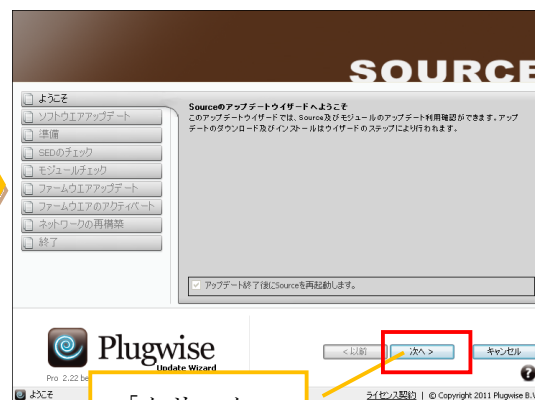 SOURCE
ようこそ
ソフトウエアアップデート
準備
SEDのチェック
モジュールチェック
ファームウエアアップデート
ファームウエアのアクティベート
ネットワークの再構築
終了
Sourceのアップデートウイザードへようこそ
このアップデートウイザードでは、Source及びモジュールのアップデート利用確認ができます。アップ
デートのダウンロード及びインストールはウイザードのステップにより行われます。
アップデート終了後にSourceを再起動します。
Plugwise
Update Wizard
Pro 2.22 be
<以前
次へ >
キャンセル
ようこそ
ライセンス契約 | © Copyright 2011 Plugwise B.V